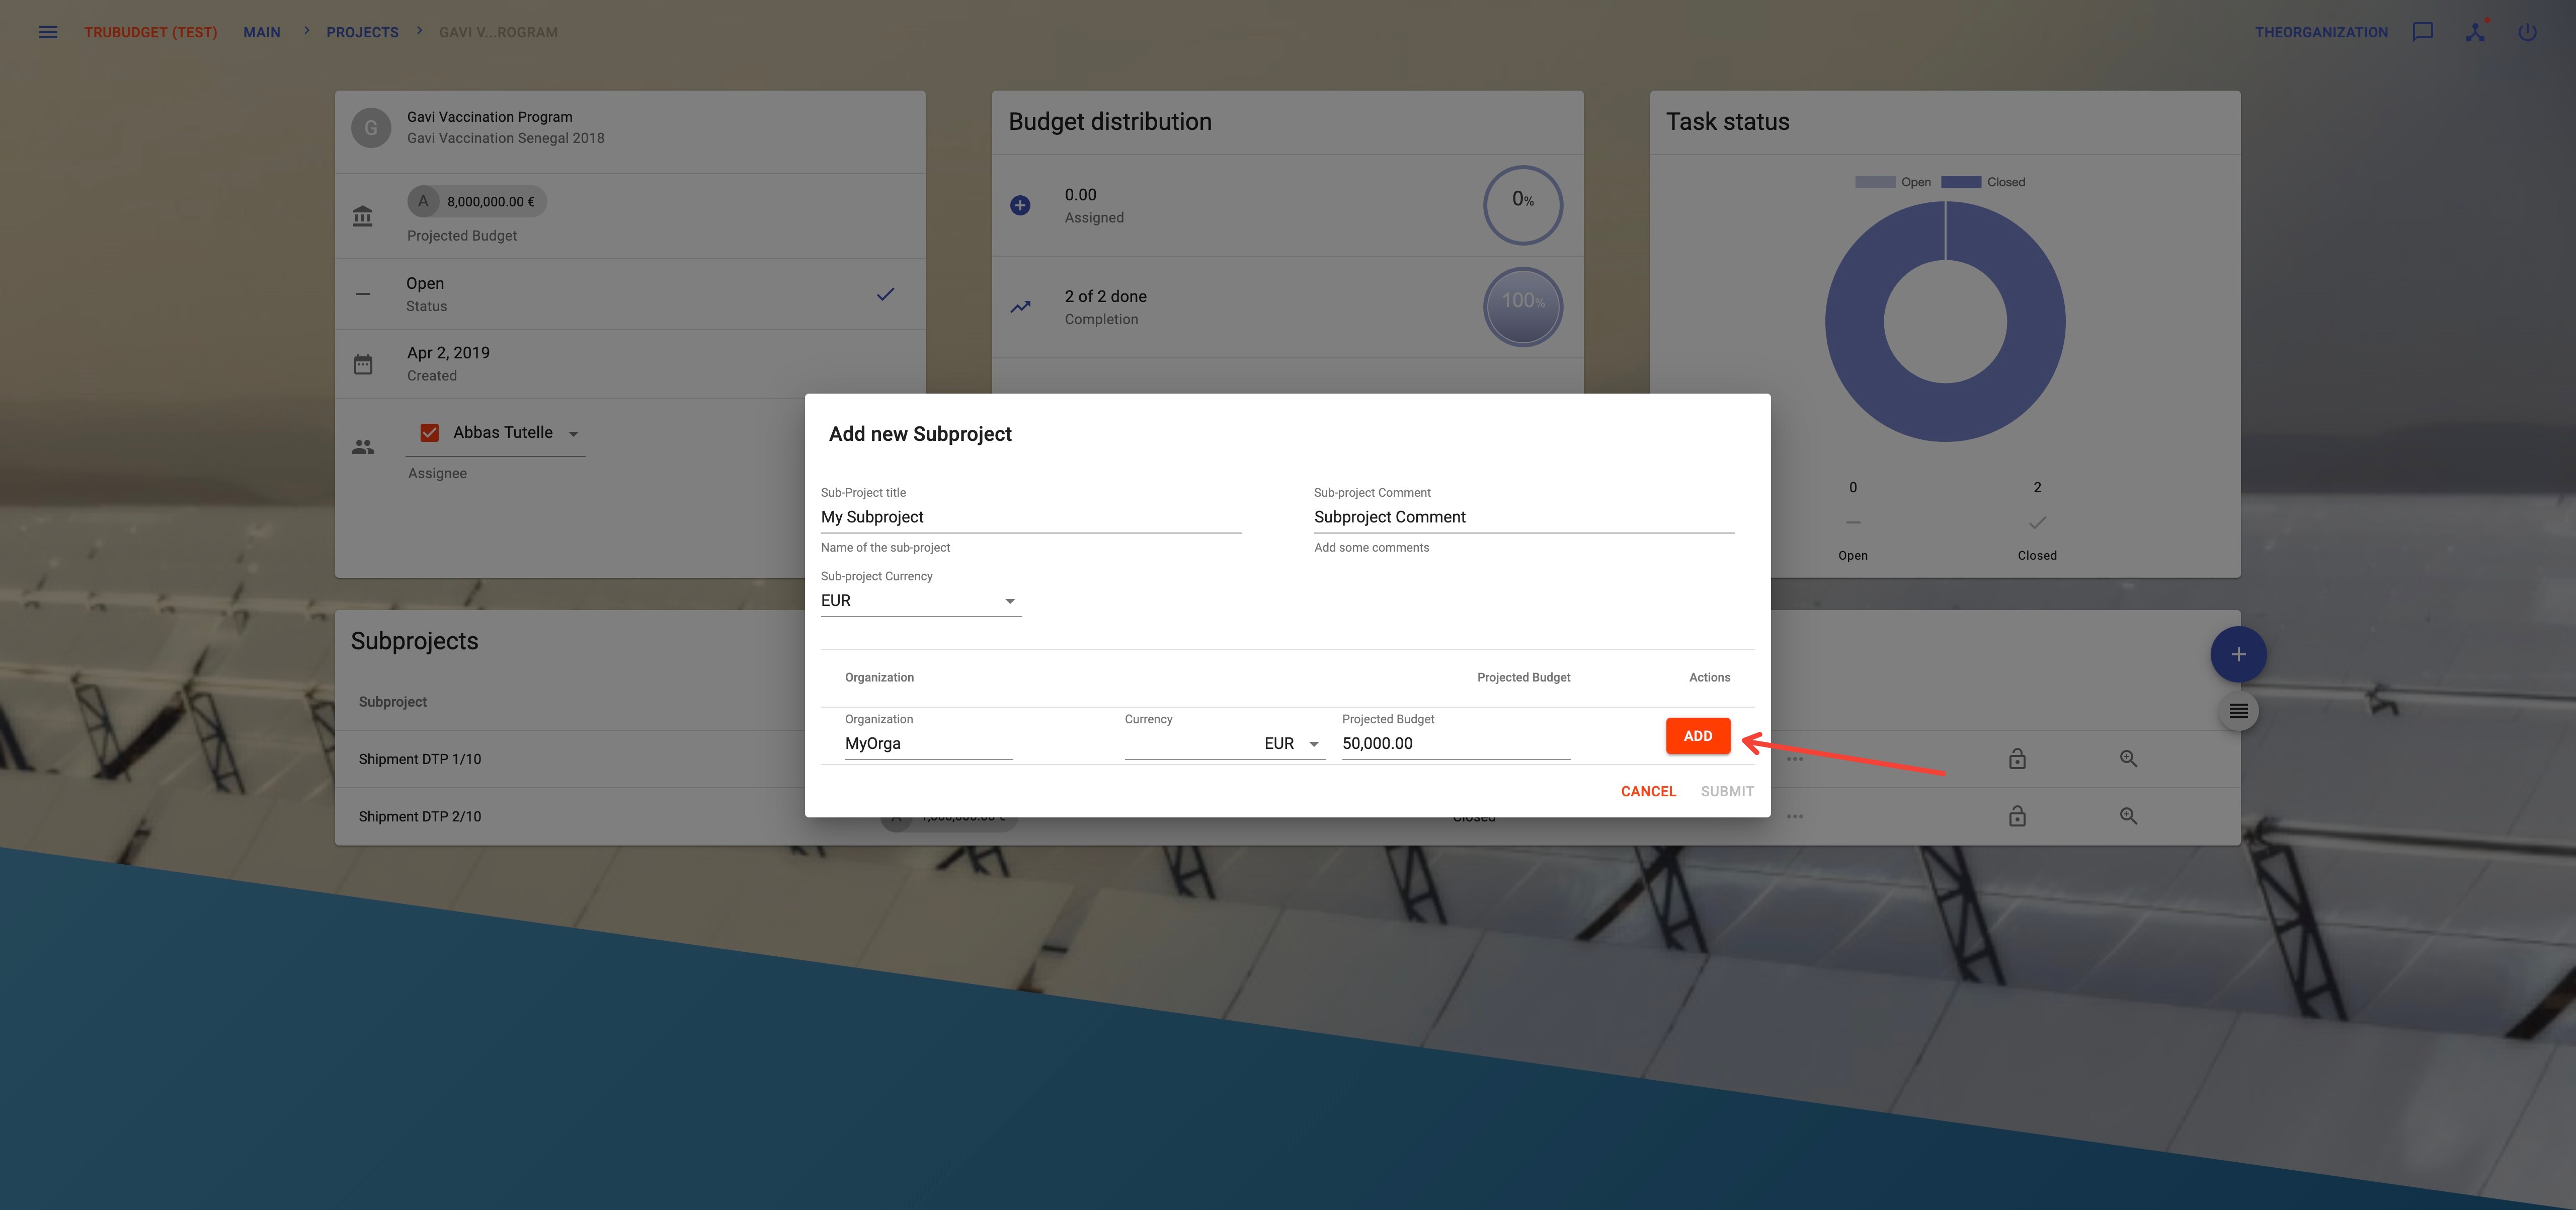 TRUBUDGET (TEST) MAIN > PROJECTS > GAVI V...ROGRAM
THEORGANIZATION
G
Gavi Vaccination Program
Gavi Vaccination Senegal 2018
A 8,000,000.00 €
Projected Budget
Open
Status
Apr 2, 2019
Created
Abbas Tutelle
Assignee
Budget distribution
0.00
Assigned
0%
2 of 2 done
Completion
100%
Task status
Open Closed
0 2
Open Closed
Add new Subproject
Sub-Project title
My Subproject
Name of the sub-project
Sub-project Comment
Subproject Comment
Add some comments
Sub-project Currency
EUR
Organization Projected Budget Actions
Organization Currency Projected Budget
MyOrga EUR 50,000.00 ADD
CANCEL SUBMIT
Subprojects
Subproject
Shipment DTP 1/10
Shipment DTP 2/10
Closed